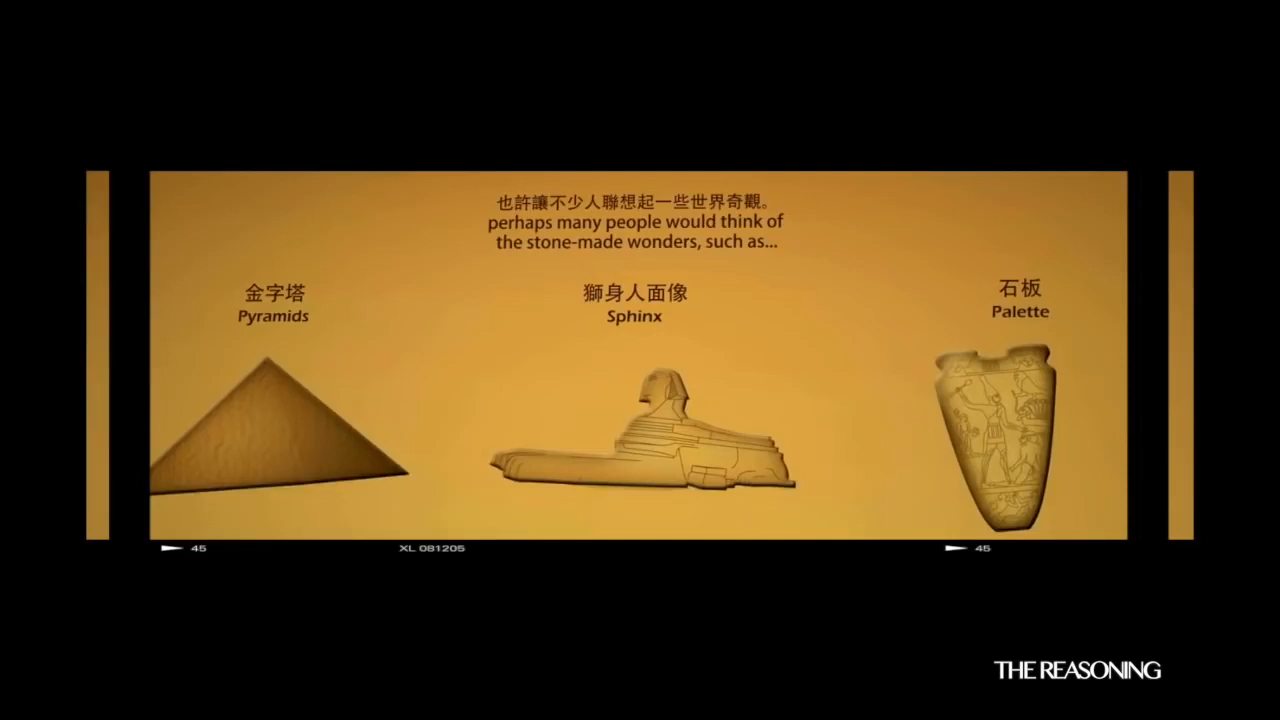 也許讓不少人聯想起一些世界奇觀。
perhaps many people would think of
the stone-made wonders, such as...
金字塔
Pyramids
獅身人面像
Sphinx
石板
Palette
45
XL 081205
45
THE REASONING